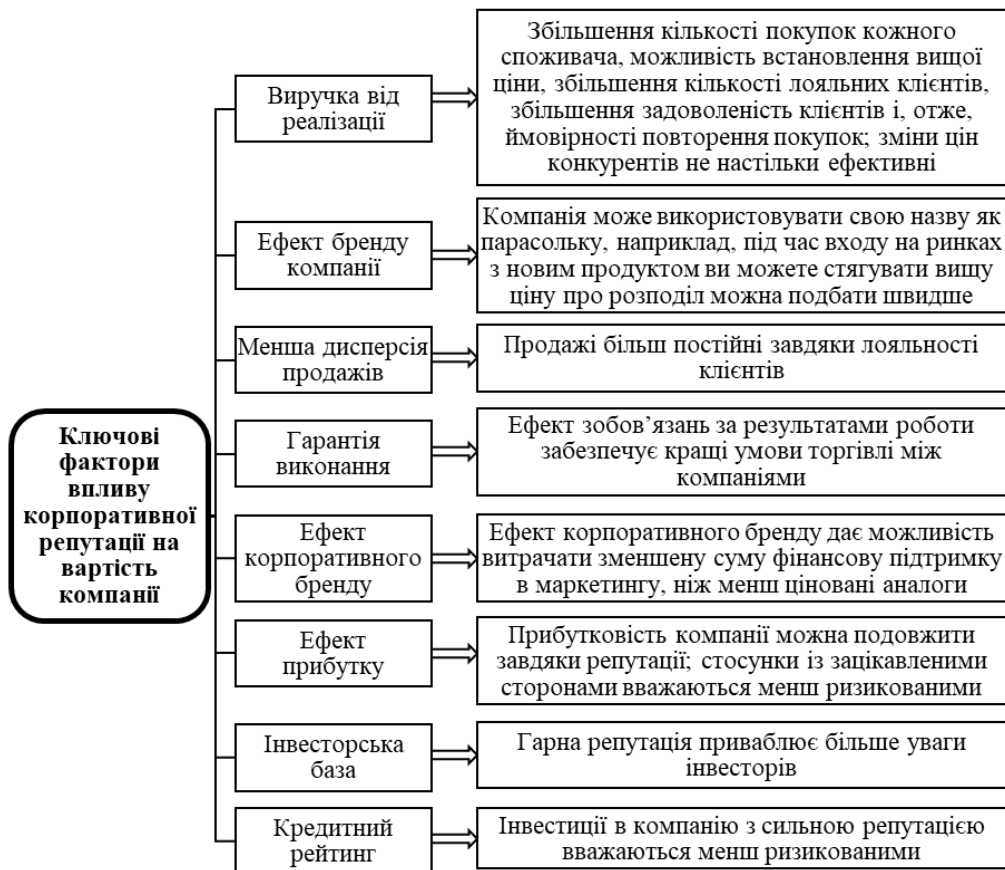 Ключові
фактори
впливу
корпоративної
репутації на
вартість
компанії
Виручка від
реалізації
Збільшення кількості покупок кожного
споживача, можливість встановлення вищої
ціни, збільшення кількості лояльних клієнтів,
збільшення задоволеність клієнтів і, отже,
ймовірності повторення покупок; зміни цін
конкурентів не настільки ефективні
Ефект бренду
компанії
Компанія може використовувати свою назву як
парасольку, наприклад, під час входу на ринках
з новим продуктом ви можете стягувати вищу
ціну про розподіл можна подбати швидше
Менша дисперсія
продажів
Продажі більш постійні завдяки лояльності
клієнтів
Гарантія
виконання
Ефект зобов’язань за результатами роботи
забезпечує кращі умови торгівлі між
компаніями
Ефект
корпоративного
бренду
Ефект корпоративного бренду дає можливість
витрачати зменшену суму фінансову підтримку
в маркетингу, ніж менш ціновані аналоги
Ефект
прибутку
Прибутковість компанії можна подовжити
завдяки репутації; стосунки із зацікавленими
сторонами вважаються менш ризикованими
Інвесторська
база
Гарна репутація приваблює більше уваги
інвесторів
Кредитний
рейтинг
Інвестиції в компанію з сильною репутацією
вважаються менш ризикованими